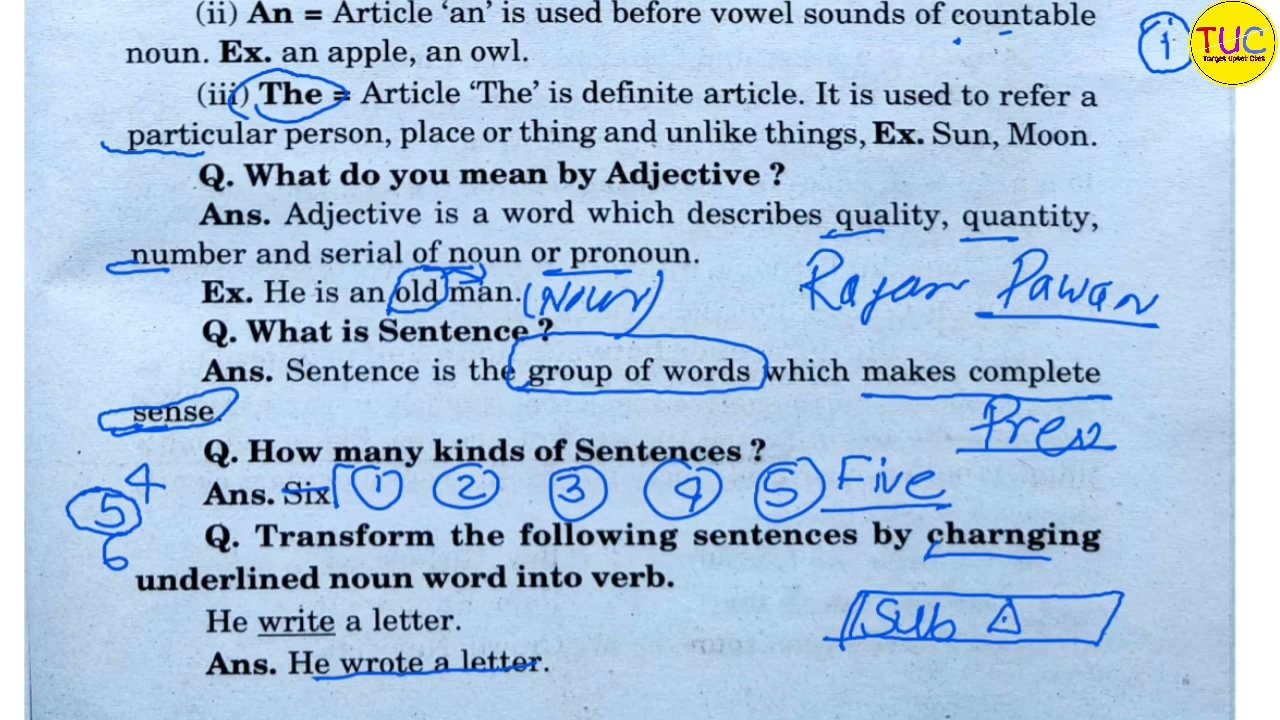 (ii) An = Article ‘an’ is used before vowel sounds of countable
noun. Ex. an apple, an owl.
(iii) The = Article ‘The’ is definite article. It is used to refer a
particular person, place or thing and unlike things, Ex. Sun, Moon.
Q. What do you mean by Adjective ?
Ans. Adjective is a word which describes quality, quantity,
number and serial of noun or pronoun.
Ex. He is an old man. (Noun) Rajan Pawan
Q. What is Sentence ?
Ans. Sentence is the group of words which makes complete
sense.
Q. How many kinds of Sentences ?
Ans. Six 1 2 3 4 5 Five
4
5
6
Q. Transform the following sentences by charnging
underlined noun word into verb.
He write a letter. Sub
Ans. He wrote a letter.
TUC